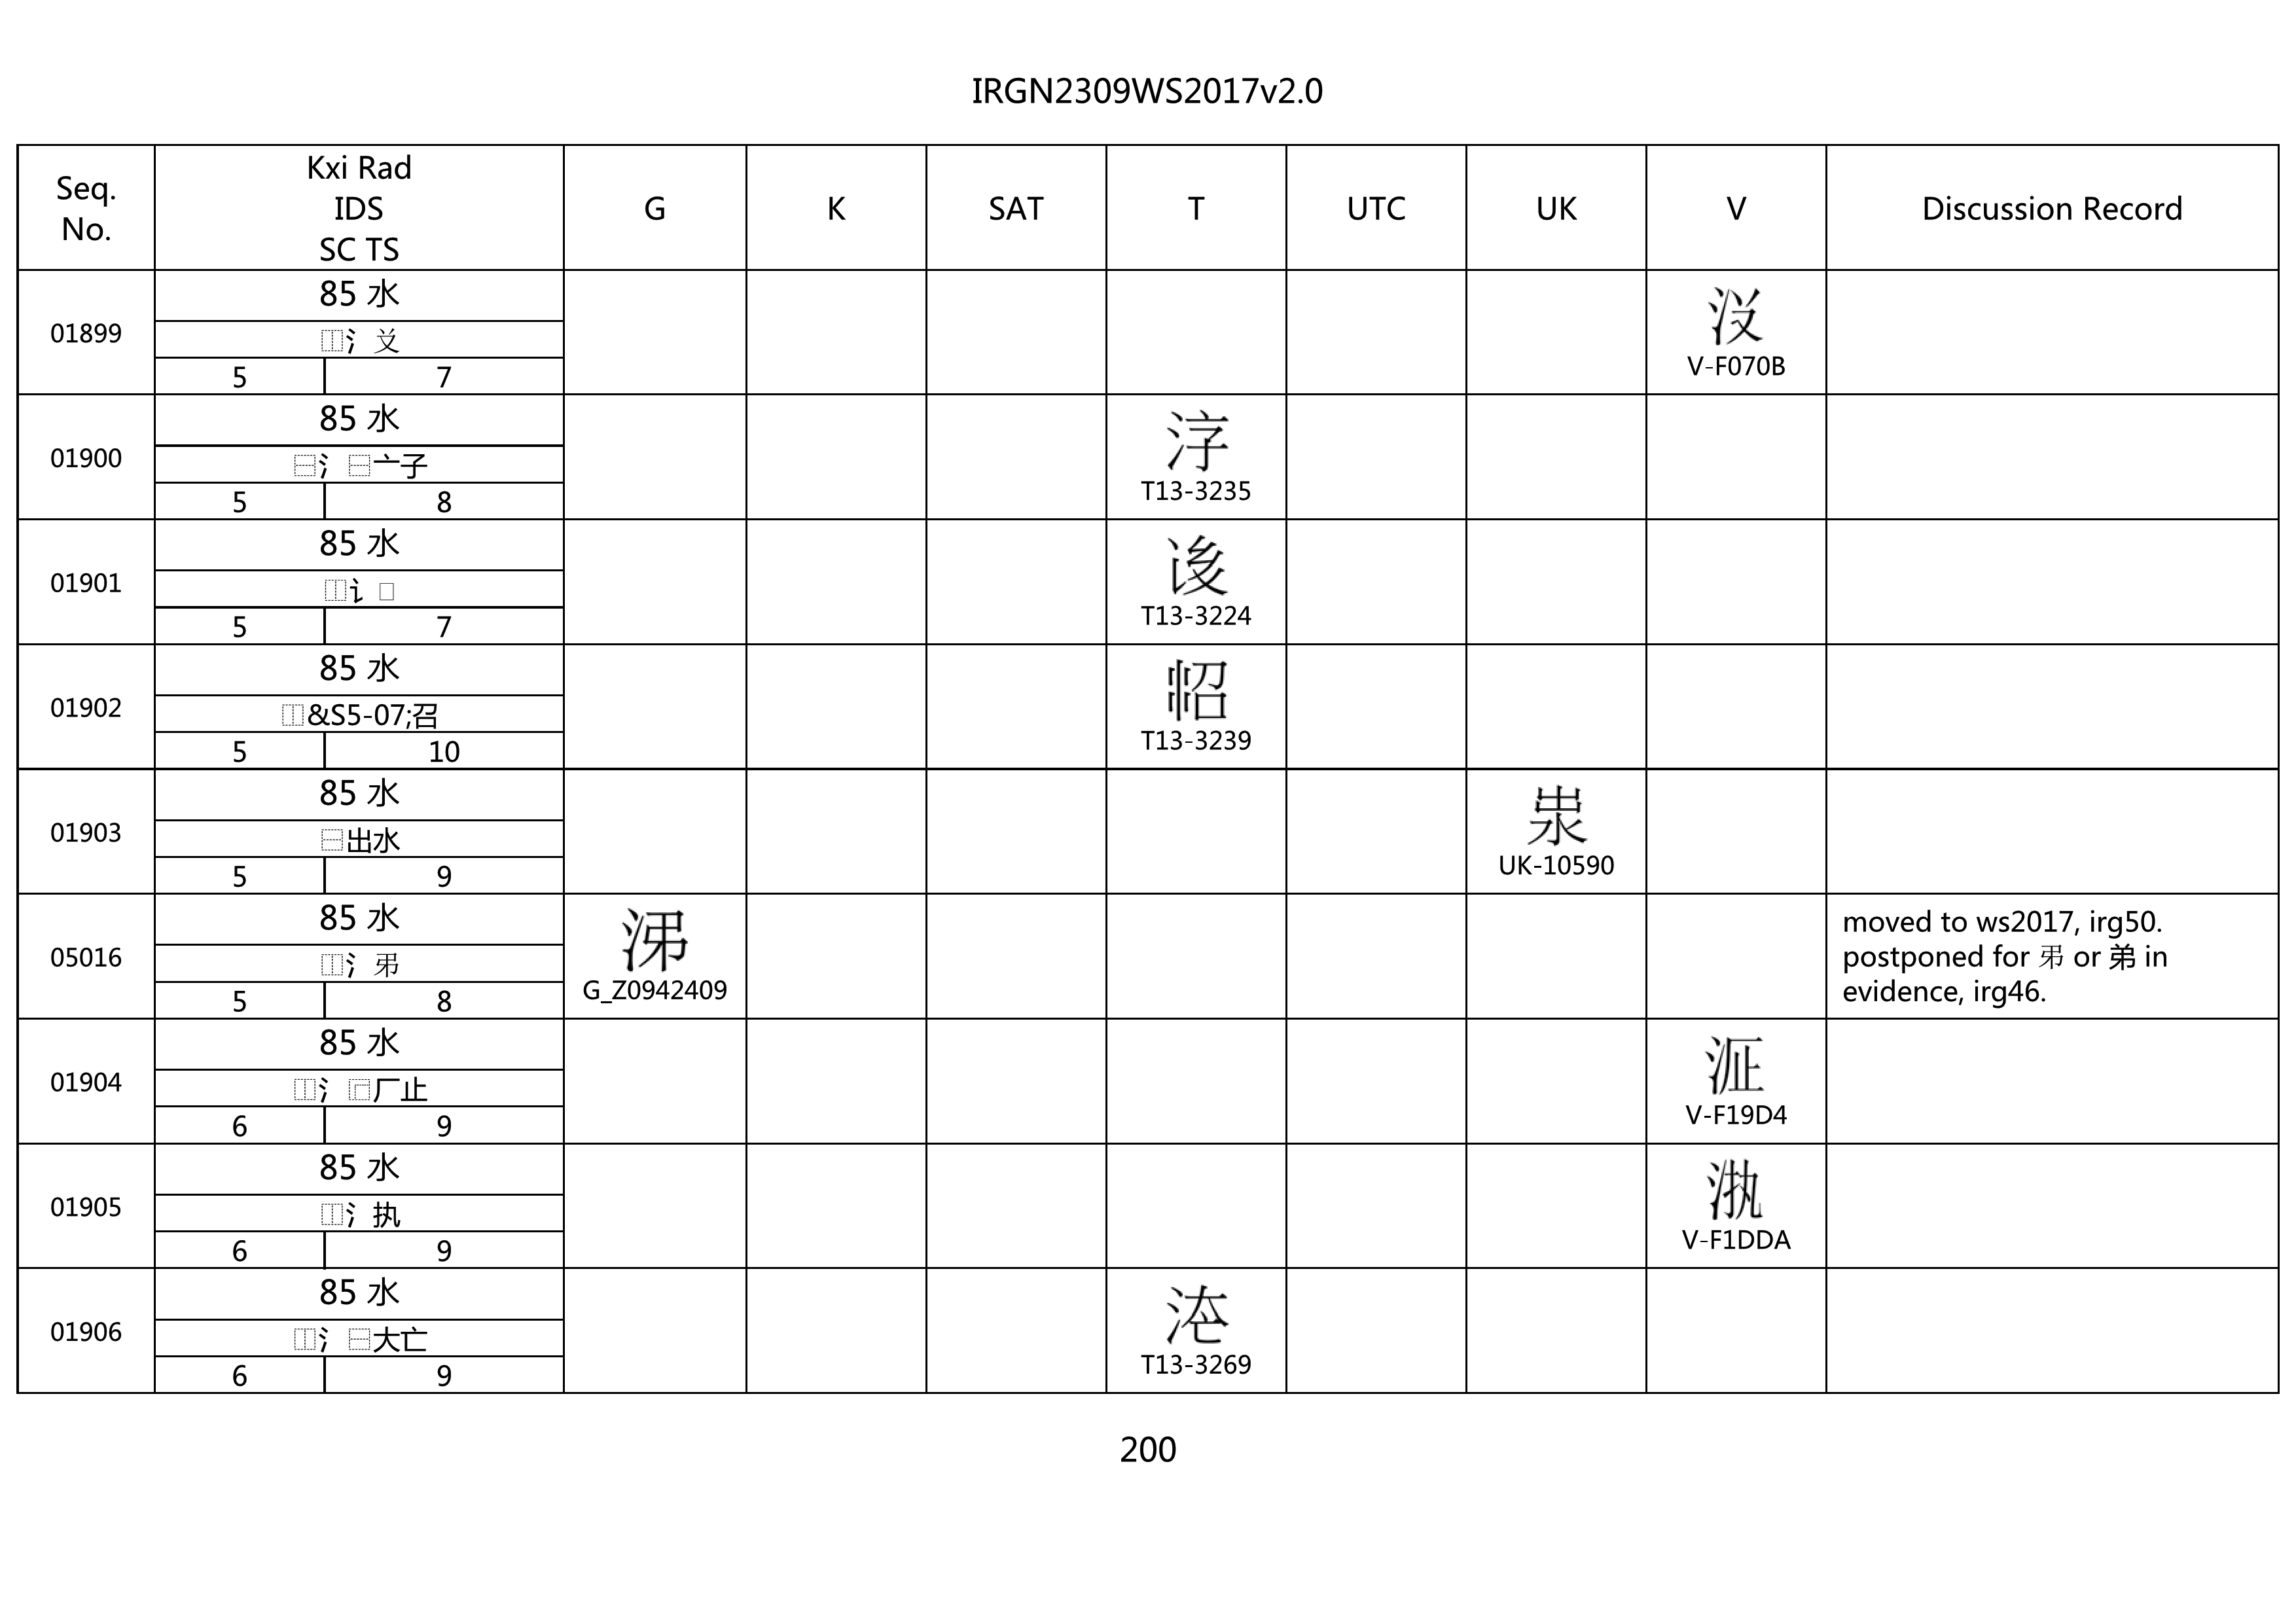 IRGN2309WS2017v2.0
Seq. No.
Kxi Rad
IDS
SC TS
G
K
SAT
T
UTC
UK
V
Discussion Record
01899
85 水
⿰氵㕛
5 7
V-F070B
01900
85 水
⿱氵⿱亠子
5 8
T13-3235
01901
85 水
⿰讠
5 7
T13-3224
01902
85 水
⿰&S5-07;召
5 10
T13-3239
01903
85 水
⿱出水
5 9
UK-10590
05016
85 水
⿰氵
5 8
G_Z0942409
moved to ws2017, irg50.
postponed for or 弟 in
evidence, irg46.
01904
85 水
⿰氵⿸厂止
6 9
V-F19D4
01905
85 水
⿰氵执
6 9
V-F1DDA
01906
85 水
⿰氵⿱大亡
6 9
T13-3269
200